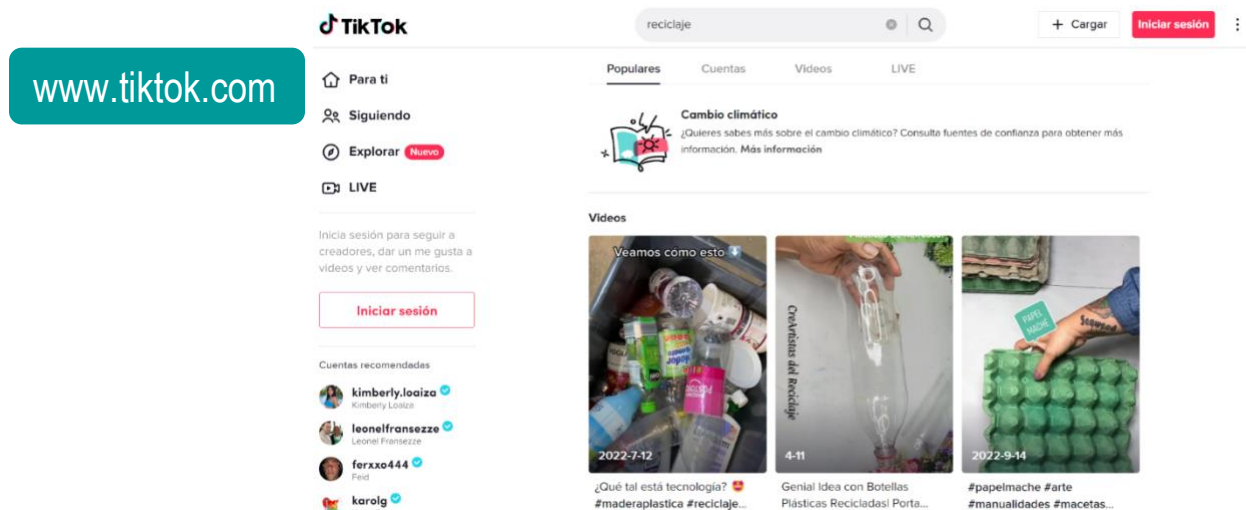 TikTok
reciclaje
+ Cargar
Iniciar sesión
www.tiktok.com
Para ti
Siguiendo
Explorar Nuevo
LIVE
Inicia sesión para seguir a
creadores, dar un me gusta a
videos y ver comentarios.
Iniciar sesión
Cuentas recomendadas
kimberly.loaiza
Kimberly Loaiza
leonelfransezze
Leonel Fransezze
ferxxo444
Feid
karolg
Populares Cuentas Videos LIVE
Cambio climático
¿Quieres sabes más sobre el cambio climático? Consulta fuentes de confianza para obtener más
información. Más información
Videos
Veamos cómo esto
2022-7-12
¿Qué tal está tecnología?
#maderaplastica #reciclaje...
CreArtistas del Reciclaje
4-11
Genial Idea con Botellas
Plásticas Recicladas! Porta...
PAPEL
MACHÉ
2022-9-14
#papelmache #arte
#manualidades #macetas...